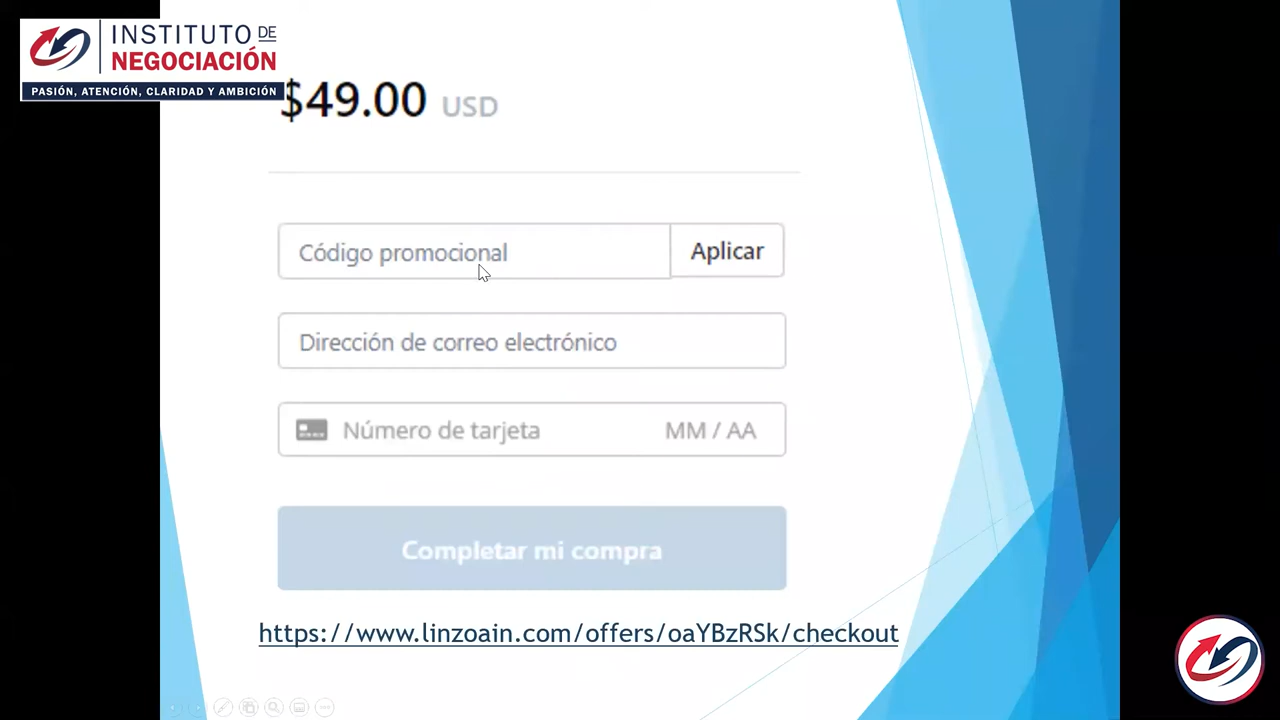 INSTITUTO DE
NEGOCIACIÓN
PASIÓN, ATENCIÓN, CLARIDAD Y AMBICIÓN
$49.00 USD
Código promocional
Aplicar
Dirección de correo electrónico
Número de tarjeta
MM / AA
Completar mi compra
https://www.linzoain.com/offers/oaYBzRSk/checkout